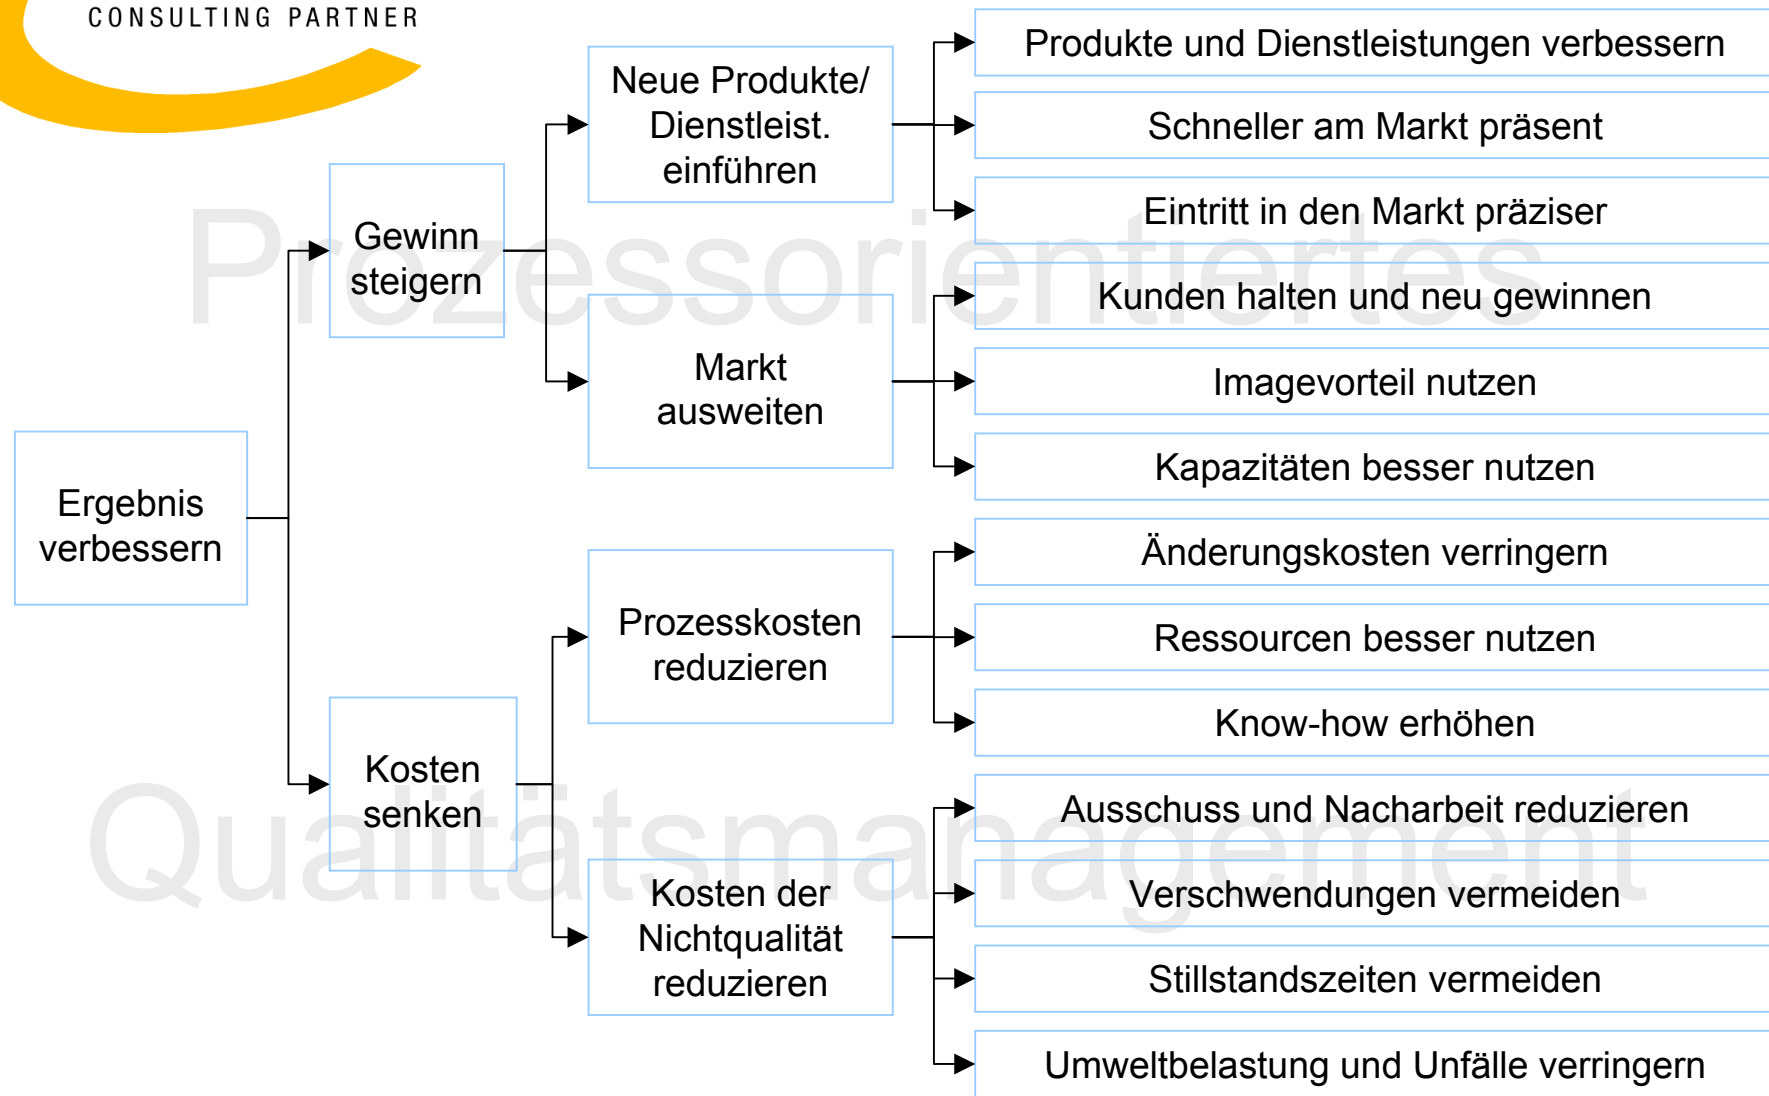 CONSULTING PARTNER
Prozessorientertes
Qualitätsmanagement
Ergebnis
verbessern
Gewinn
steigern
Kosten
senken
Neue Produkte/
Dienstleist.
einführen
Markt
ausweiten
Prozesskosten
reduzieren
Kosten der
Nichtqualität
reduzieren
Produkte und Dienstleistungen verbessern
Schneller am Markt präsent
Eintritt in den Markt präziser
Kunden halten und neu gewinnen
Imagevorteil nutzen
Kapazitäten besser nutzen
Änderungskosten verringern
Ressourcen besser nutzen
Know-how erhöhen
Ausschuss und Nacharbeit reduzieren
Verschwendungen vermeiden
Stillstandszeiten vermeiden
Umweltbelastung und Unfälle verringern